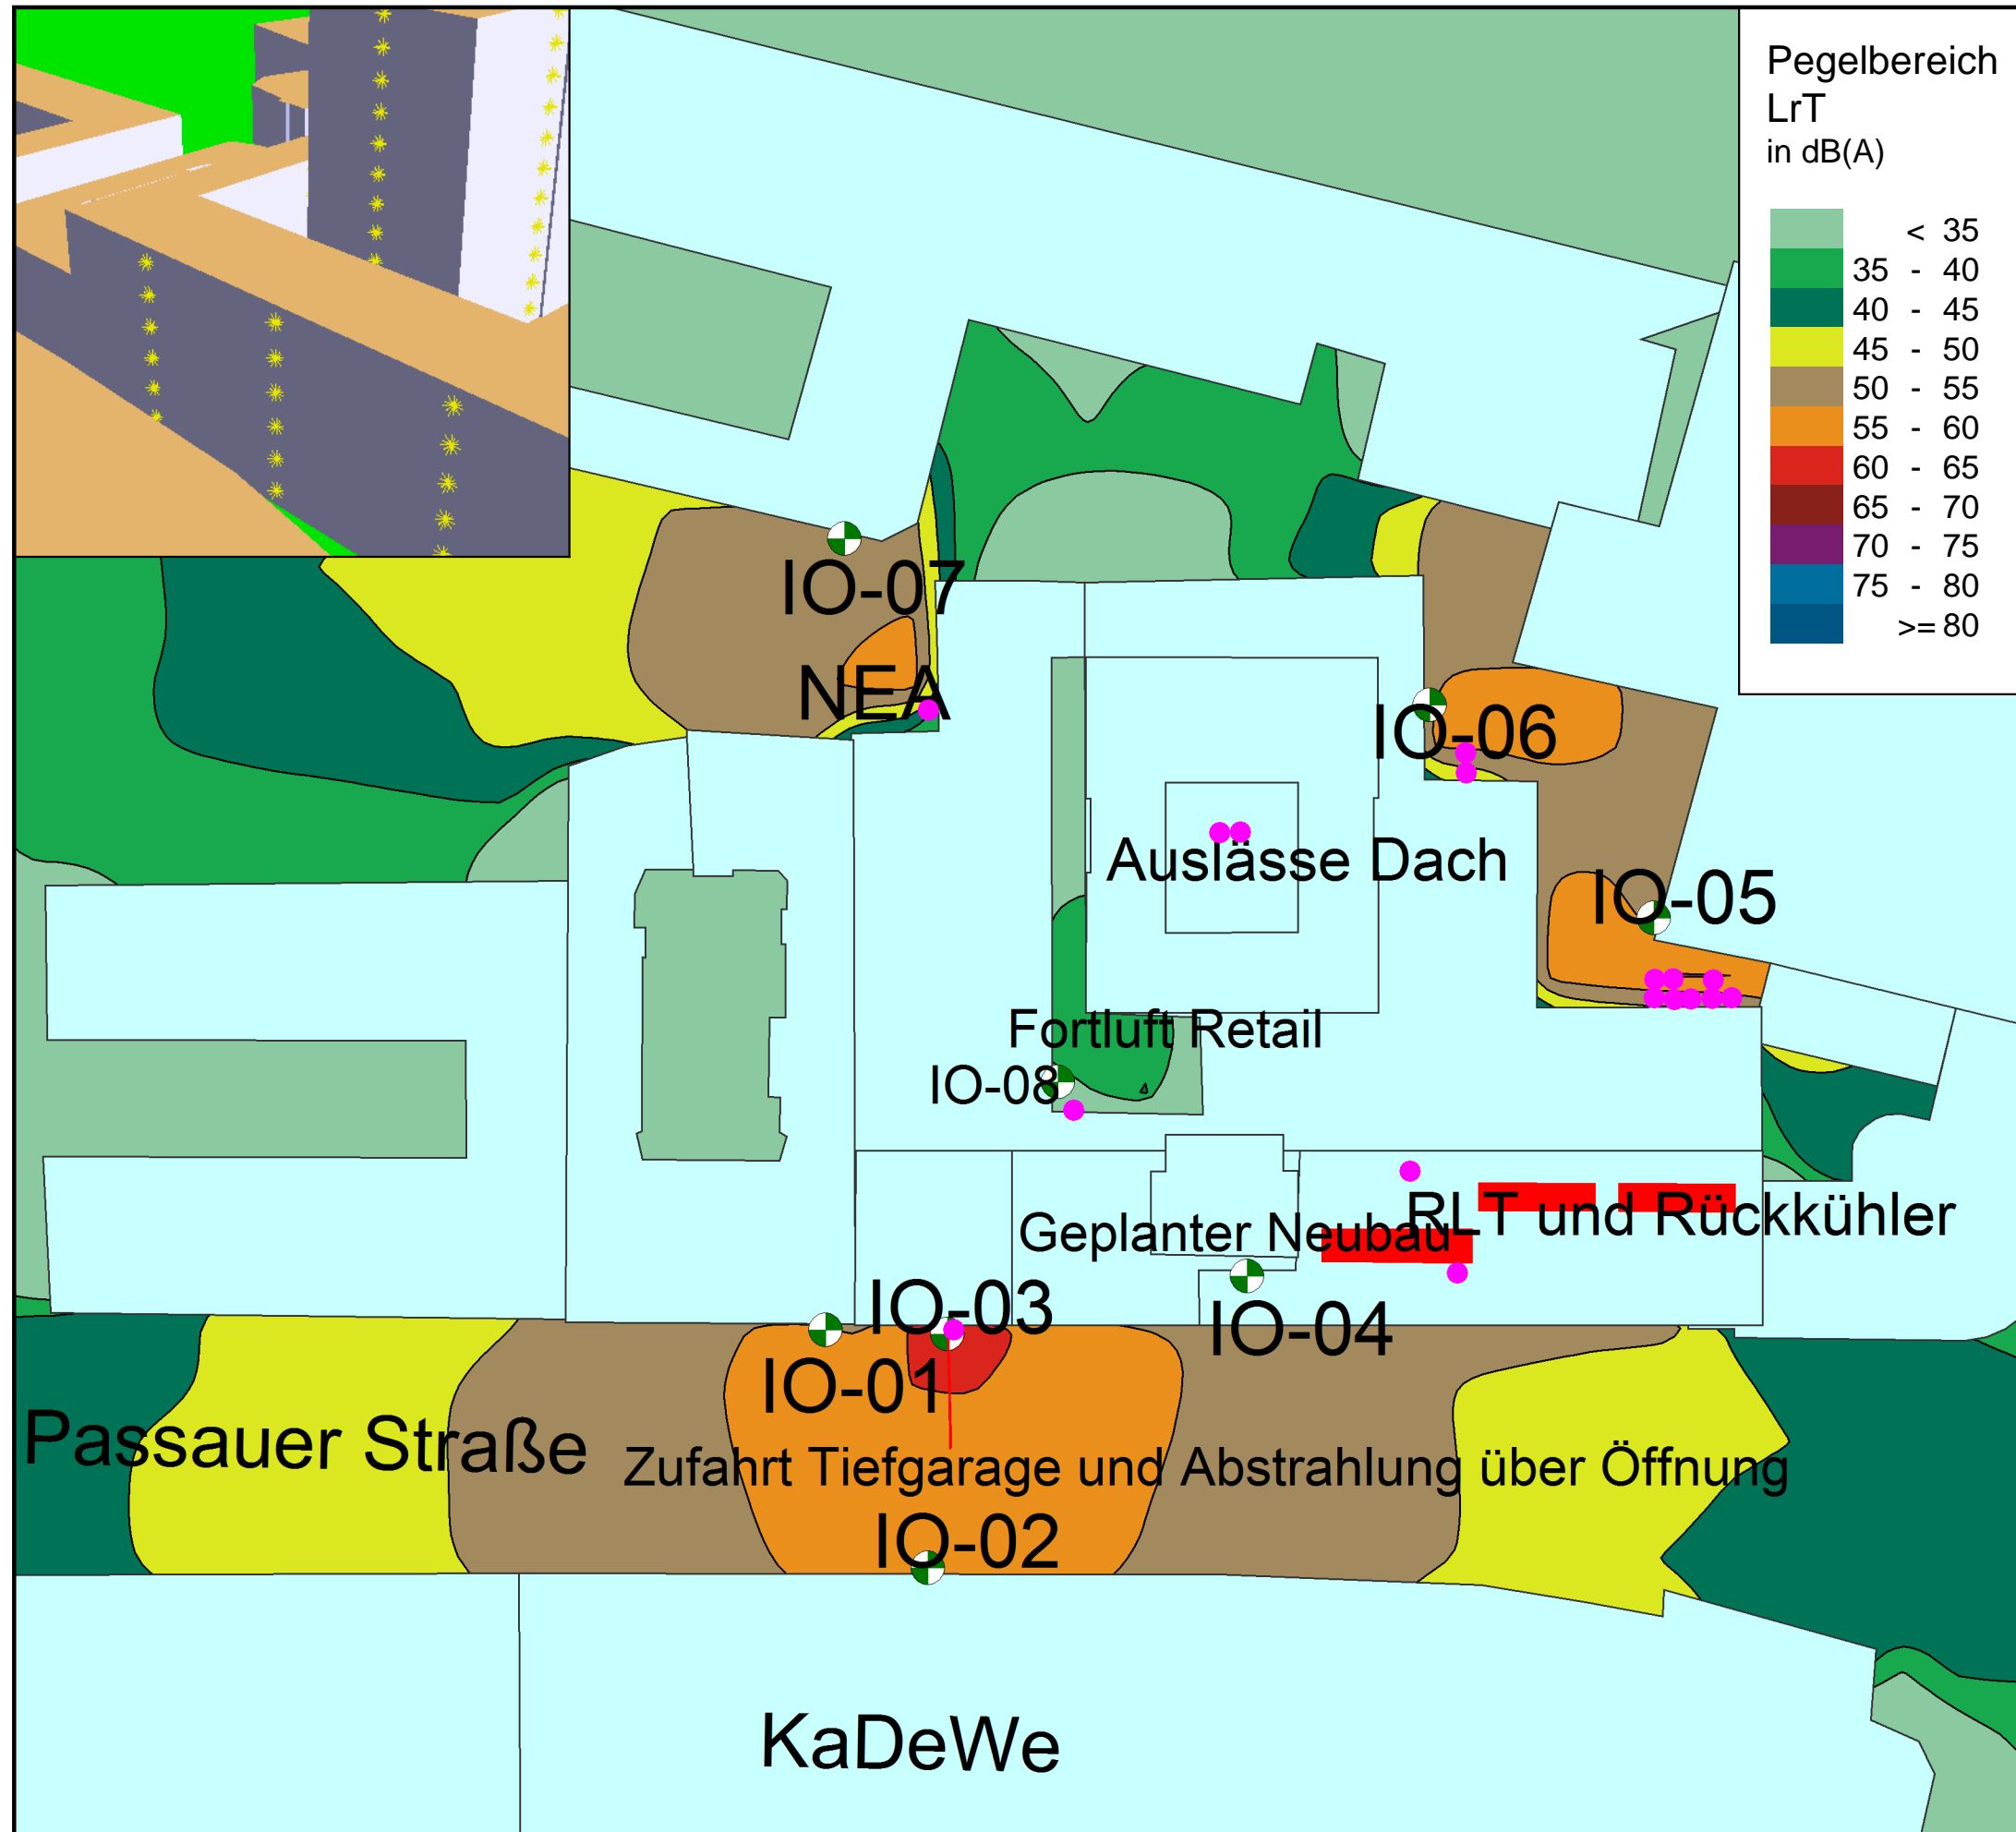 Pegelbereich
LrT
in dB(A)
< 35
35 - 40
40 - 45
45 - 50
50 - 55
55 - 60
60 - 65
65 - 70
70 - 75
75 - 80
>= 80
IO-07
NEA
IO-06
Auslässe Dach
IO-05
Fortluft Retail
IO-08
RLT und Rückkühler
Geplanter Neubau
IO-03
IO-04
IO-01
Passauer Straße
Zufahrt Tiefgarage und Abstrahlung über Öffnung
IO-02
KaDeWe